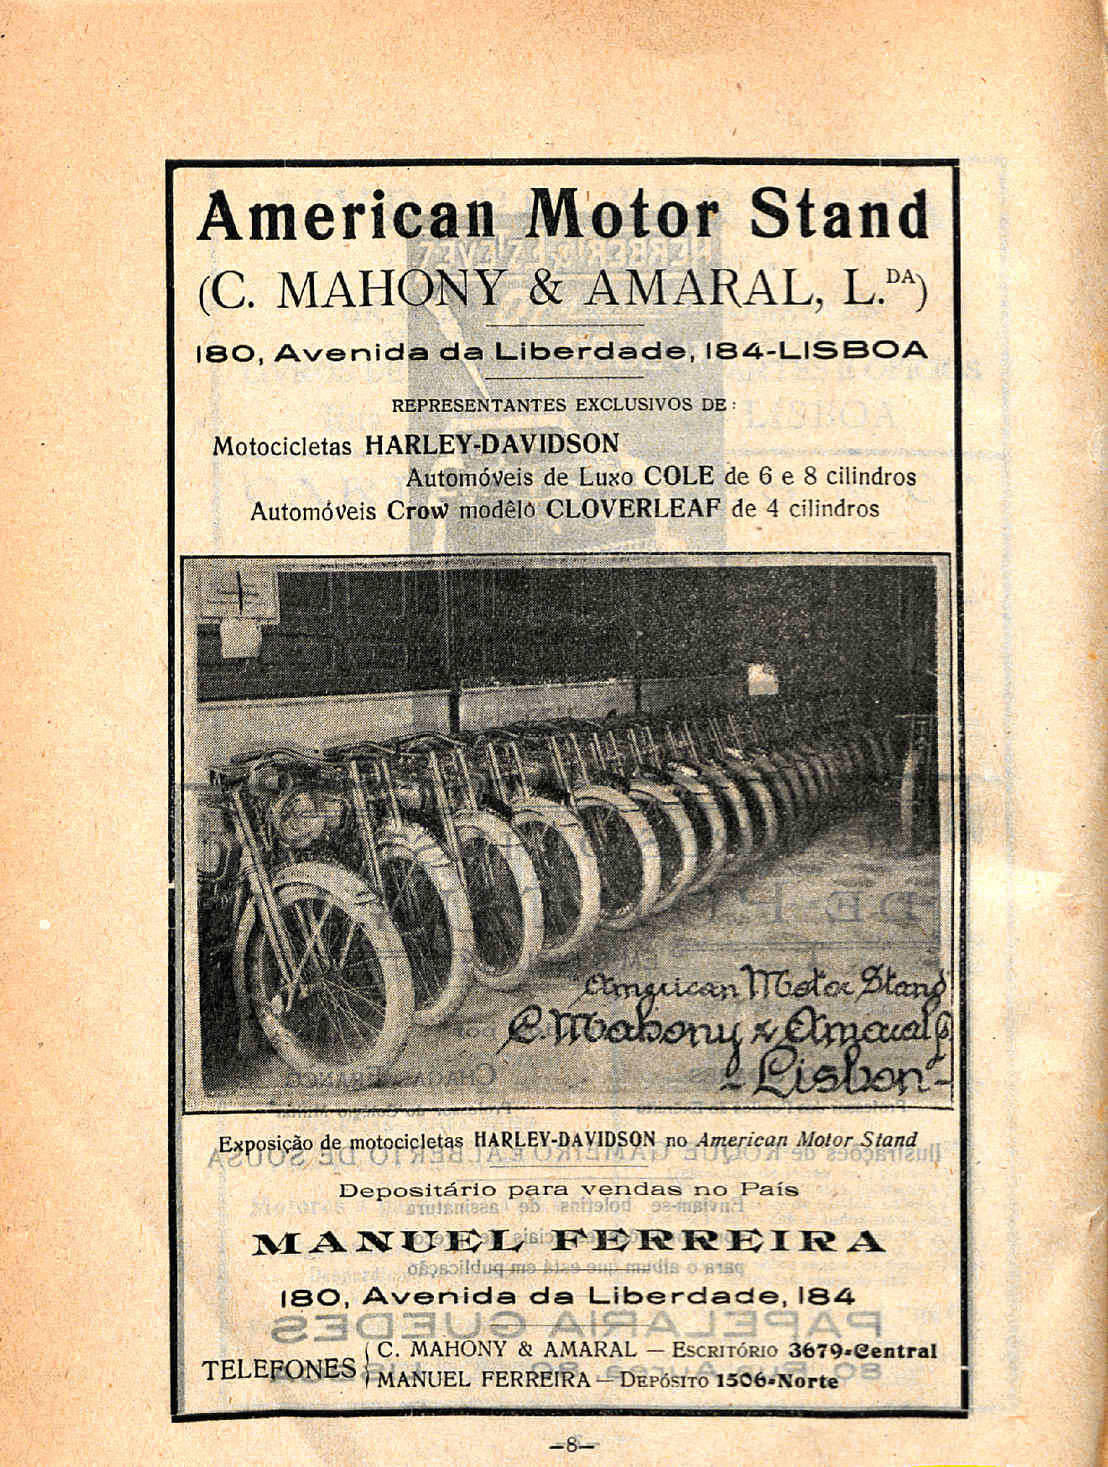 American Motor Stand
(C. MAHONY & AMARAL, L.DA)
180, Avenida da Liberdade, 184-LISBOA
REPRESENTANTES EXCLUSIVOS DE:
Motocicletas HARLEY-DAVIDSON
Automóveis de Luxo COLE de 6 e 8 cilindros
Automóveis Crow modêlo CLOVERLEAF de 4 cilindros
"American Motor Stand"
C. Mahony & Amaral
- Lisbon -
Exposição de motocicletas HARLEY-DAVIDSON no American Motor Stand
Depositário para vendas no País
MANUEL FERREIRA
180, Avenida da Liberdade, 184
TELEFONES
C. MAHONY & AMARAL — ESCRITÓRIO 3679-Central
MANUEL FERREIRA — DEPÓSITO 1506-Norte
—8—